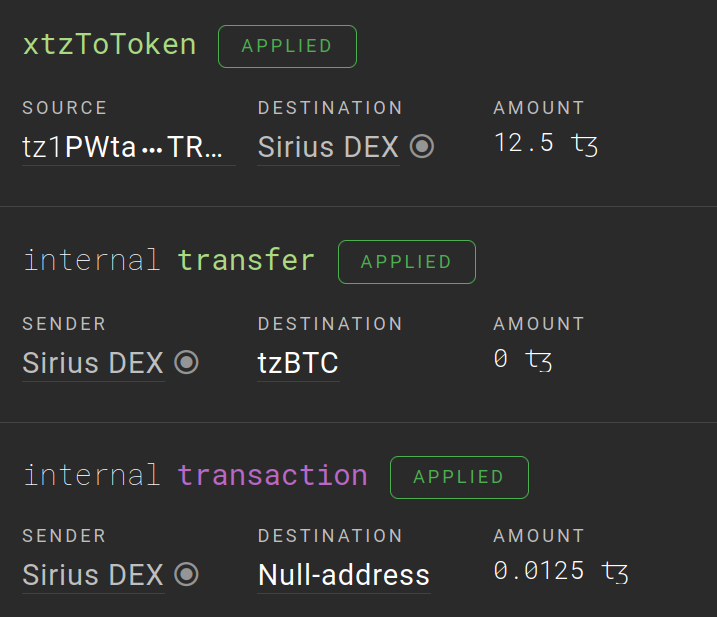 xtzToToken APPLIED
SOURCE DESTINATION AMOUNT
tz1PWta•••TR… Sirius DEX 12.5 ꜩ
internal transfer APPLIED
SENDER DESTINATION AMOUNT
Sirius DEX tzBTC 0 ꜩ
internal transaction APPLIED
SENDER DESTINATION AMOUNT
Sirius DEX Null-address 0.0125 ꜩ